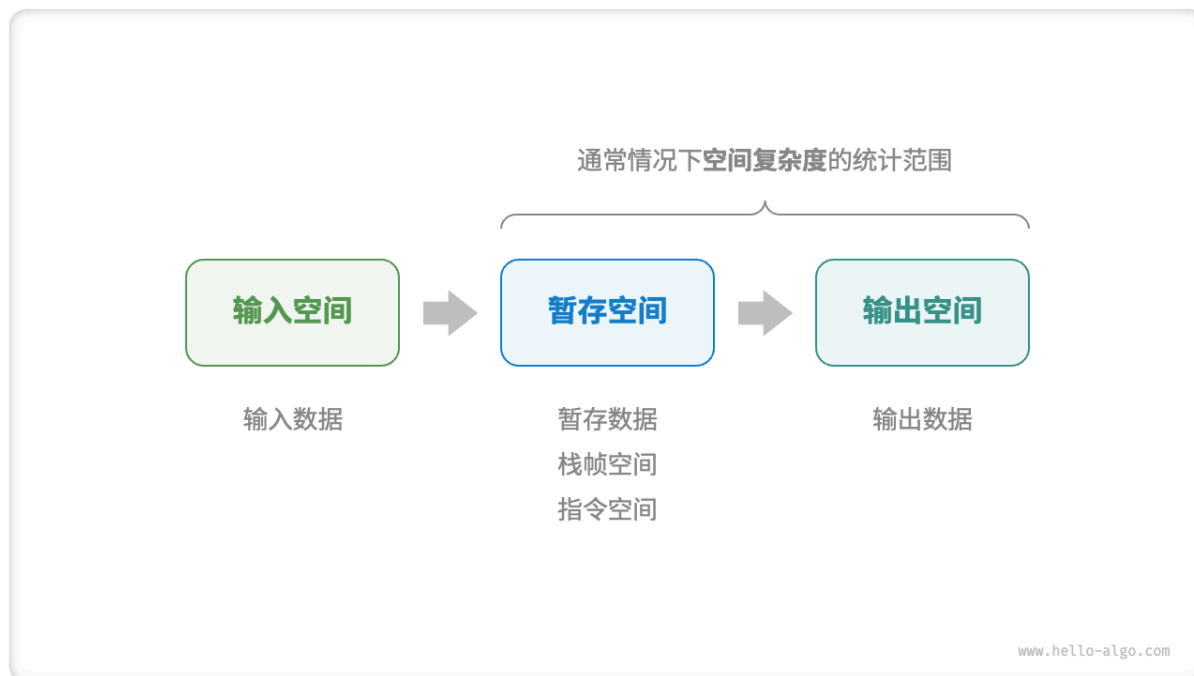 通常情况下空间复杂度的统计范围
输入空间
暂存空间
输出空间
输入数据
暂存数据
输出数据
栈帧空间
指令空间
www.hello-algo.com